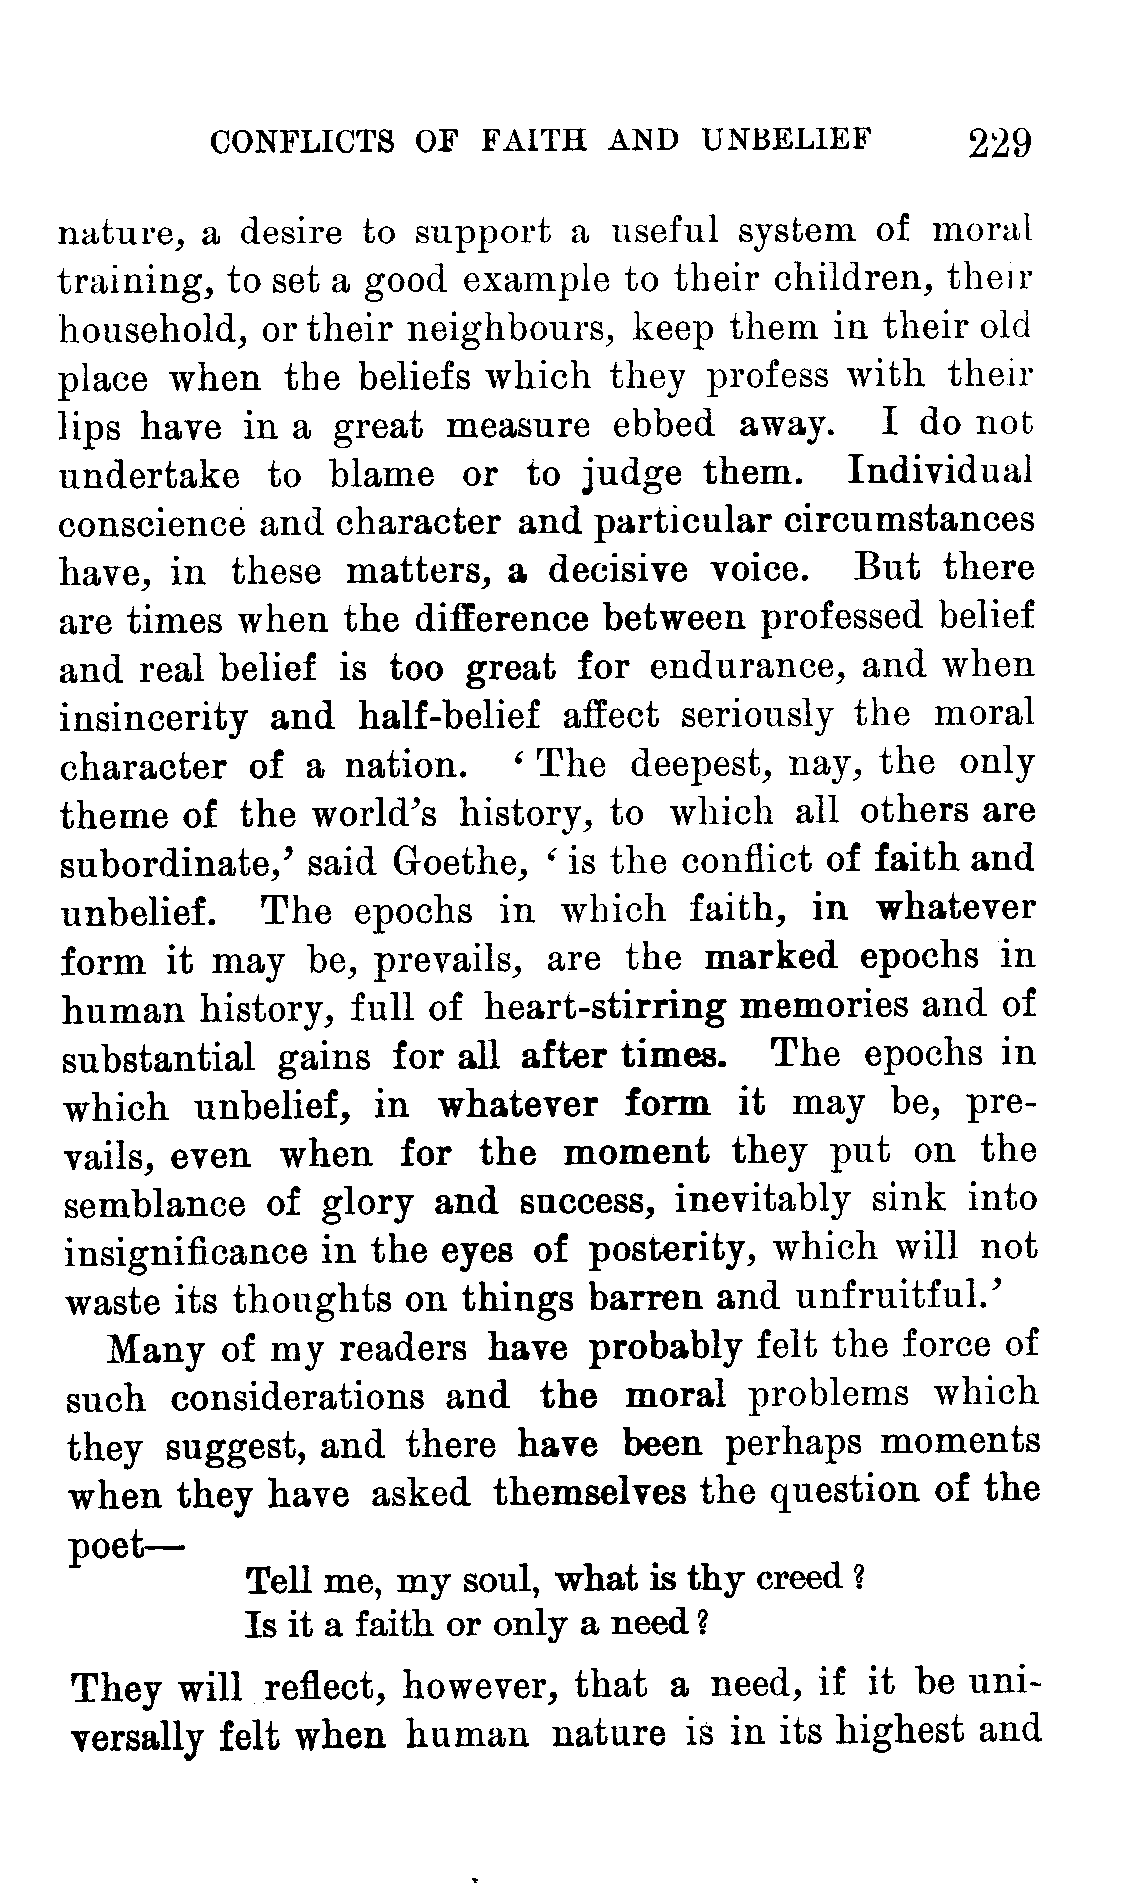 CONFLICTS OF FAITH AND UNBELIEF 229
nature, a desire to support a useful system of moral
training, to set a good example to their children, their
household, or their neighbours, keep them in their old
place when the beliefs which they profess with their
lips have in a great measure ebbed away. I do not
undertake to blame or to judge them. Individual
conscience and character and particular circumstances
have, in these matters, a decisive voice. But there
are times when the difference between professed belief
and real belief is too great for endurance, and when
insincerity and half-belief affect seriously the moral
character of a nation. ‘ The deepest, nay, the only
theme of the world’s history, to which all others are
subordinate,’ said Goethe, ‘ is the conflict of faith and
unbelief. The epochs in which faith, in whatever
form it may be, prevails, are the marked epochs in
human history, full of heart-stirring memories and of
substantial gains for all after times. The epochs in
which unbelief, in whatever form it may be, pre-
vails, even when for the moment they put on the
semblance of glory and success, inevitably sink into
insignificance in the eyes of posterity, which will not
waste its thoughts on things barren and unfruitful.’
Many of my readers have probably felt the force of
such considerations and the moral problems which
they suggest, and there have been perhaps moments
when they have asked themselves the question of the
poet—
Tell me, my soul, what is thy creed ?
Is it a faith or only a need ?
They will reflect, however, that a need, if it be uni-
versally felt when human nature is in its highest and